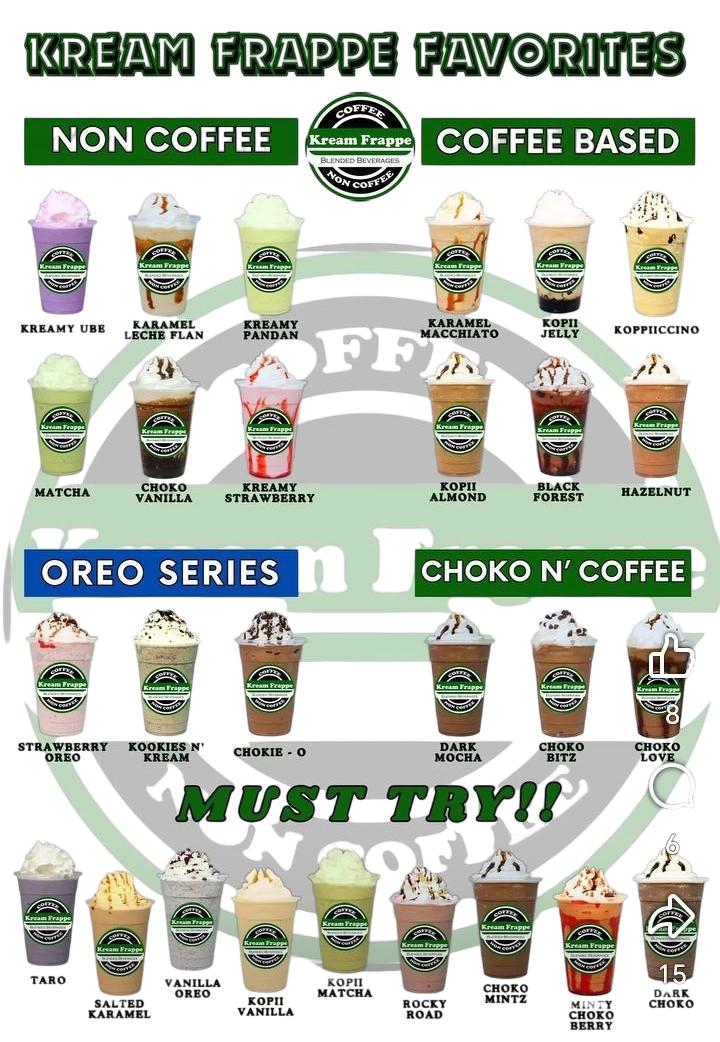 KREAM FRAPPE FAVORITES
NON COFFEE
COFFEE
Kream Frappe
BLENDED BEVERAGES
NON COFFEE
COFFEE BASED
KREAMY UBE
KARAMEL
LECHE FLAN
KREAMY
PANDAN
KARAMEL
MACCHIATO
KOPII
JELLY
KOPPIICCINO
MATCHA
CHOKO
VANILLA
KREAMY
STRAWBERRY
KOPII
ALMOND
BLACK
FOREST
HAZELNUT
OREO SERIES
CHOKO N’ COFFEE
STRAWBERRY
OREO
KOOKIES N'
KREAM
CHOKIE - O
DARK
MOCHA
CHOKO
BITZ
CHOKO
LOVE
8
MUST TRY!!
6
TARO
SALTED
KARAMEL
VANILLA
OREO
KOPII
VANILLA
KOPII
MATCHA
ROCKY
ROAD
CHOKO
MINTZ
MINTY
CHOKO
BERRY
15
DARK
CHOKO